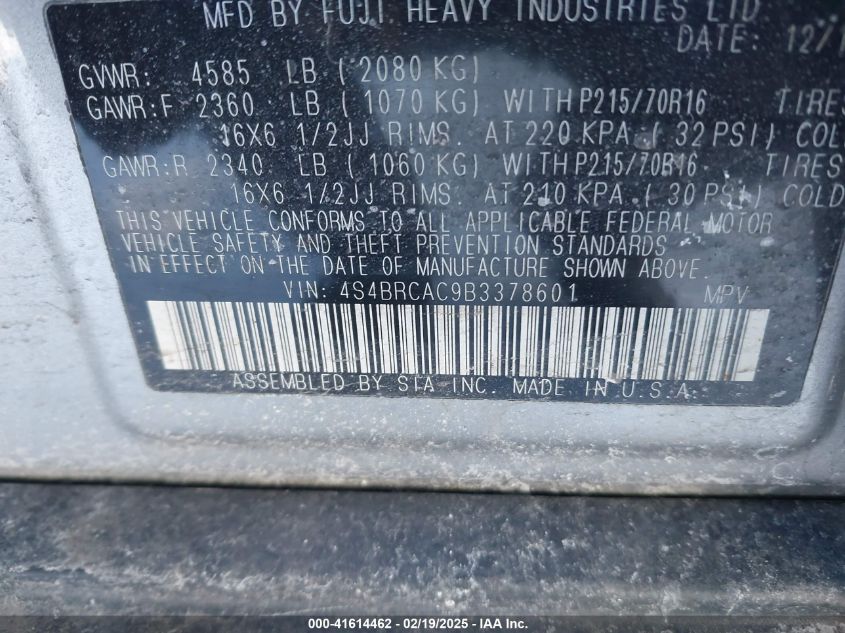 MFD BY FUJI HEAVY INDUSTRIES LTD
DATE: 12/1
GVWR: 4585 LB ( 2080 KG)
GAWR:F 2360 LB ( 1070 KG) WITH P215/70R16 TIRES
16X6 1/2JJ RIMS. AT 220 KPA ( 32 PSI) COLD
GAWR:R 2340 LB ( 1060 KG) WITH P215/70R16 TIRES
16X6 1/2JJ RIMS. AT 210 KPA ( 30 PSI) COLD
THIS VEHICLE CONFORMS TO ALL APPLICABLE FEDERAL MOTOR
VEHICLE SAFETY AND THEFT PREVENTION STANDARDS
IN EFFECT ON THE DATE OF MANUFACTURE SHOWN ABOVE.
VIN: 4S4BRCAC9B3378601 MPV
ASSEMBLED BY SIA INC. MADE IN U.S.A.
000-41614462 - 02/19/2025 - IAAI Inc.